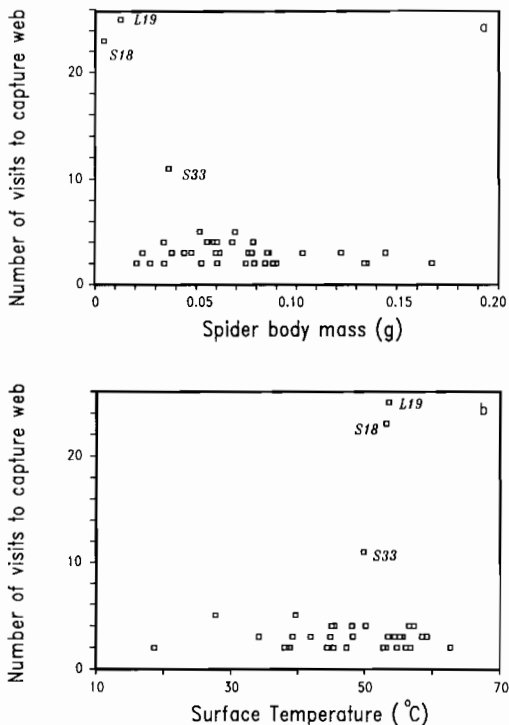 Number of visits to capture web
20
10
0
L19
S18
S33
a
0 0.05 0.10 0.15 0.20
Spider body mass (g)
Number of visits to capture web
20
10
0
L19
S18
S33
b
10 30 50 70
Surface Temperature (°C)